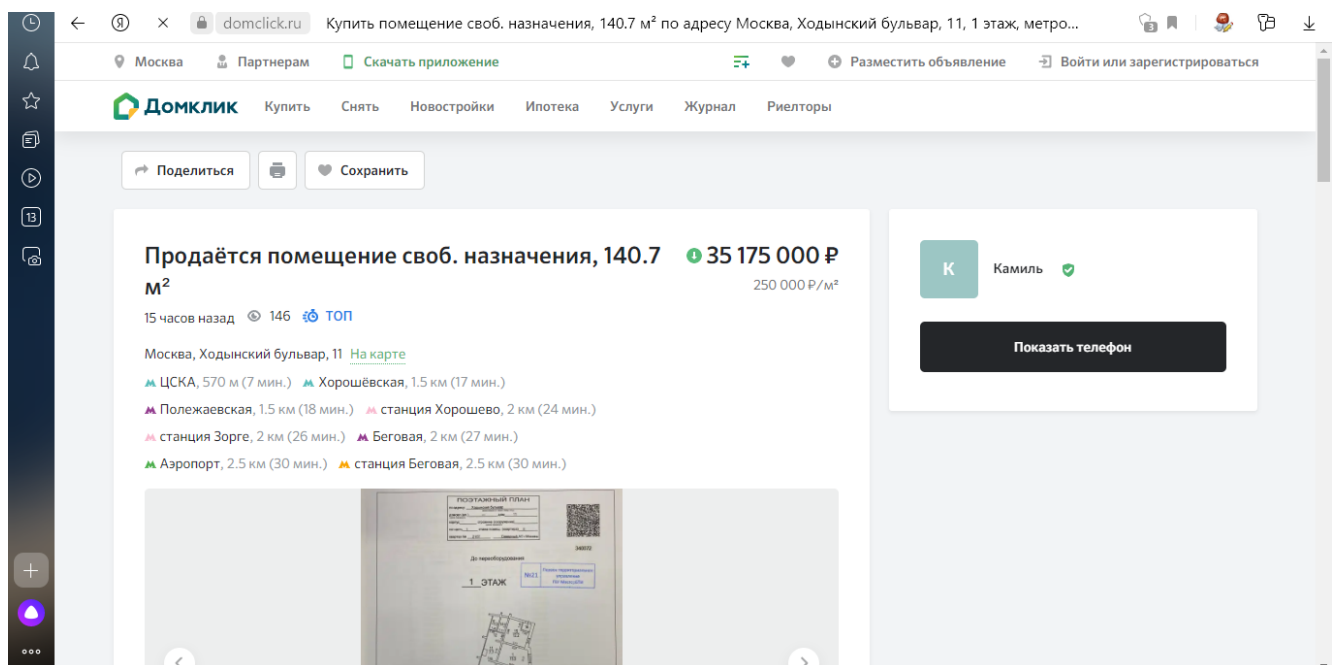 domclick.ru Купить помещение своб. назначения, 140.7 м² по адресу Москва, Ходынский бульвар, 11, 1 этаж, метро...
3
Москва Партнерам Скачать приложение Разместить объявление Войти или зарегистрироваться
Домклик Купить Снять Новостройки Ипотека Услуги Журнал Риелторы
Поделиться Сохранить
13
Продаётся помещение своб. назначения, 140.7 м²
35 175 000 ₽
250 000 ₽/м²
15 часов назад 146 ТОП
Москва, Ходынский бульвар, 11 На карте
ЦСКА, 570 м (7 мин.) Хорошёвская, 1.5 км (17 мин.)
Полежаевская, 1.5 км (18 мин.) станция Хорошево, 2 км (24 мин.)
станция Зорге, 2 км (26 мин.) Беговая, 2 км (27 мин.)
Аэропорт, 2.5 км (30 мин.) станция Беговая, 2.5 км (30 мин.)
К Камиль
Показать телефон
ПОЭТАЖНЫЙ ПЛАН
До переоборудования
1 ЭТАЖ